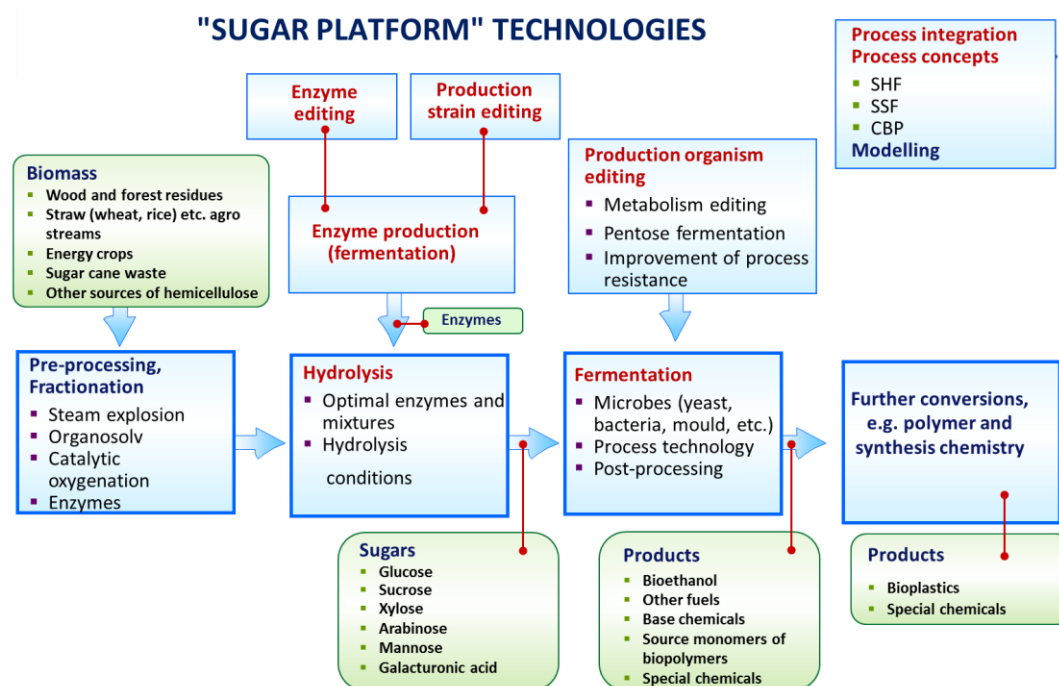 "SUGAR PLATFORM" TECHNOLOGIES
Process integration
Process concepts
SHF
SSF
CBP
Modelling
Enzyme
editing
Production
strain editing
Production organism
editing
Metabolism editing
Pentose fermentation
Improvement of process
resistance
Biomass
Wood and forest residues
Straw (wheat, rice) etc. agro
streams
Energy crops
Sugar cane waste
Other sources of hemicellulose
Enzyme production
(fermentation)
Enzymes
Pre-processing,
Fractionation
Steam explosion
Organosolv
Catalytic
oxygenation
Enzymes
Hydrolysis
Optimal enzymes and
mixtures
Hydrolysis
conditions
Fermentation
Microbes (yeast,
bacteria, mould, etc.)
Process technology
Post-processing
Further conversions,
e.g. polymer and
synthesis chemistry
Sugars
Glucose
Sucrose
Xylose
Arabinose
Mannose
Galacturonic acid
Products
Bioethanol
Other fuels
Base chemicals
Source monomers of
biopolymers
Special chemicals
Products
Bioplastics
Special chemicals